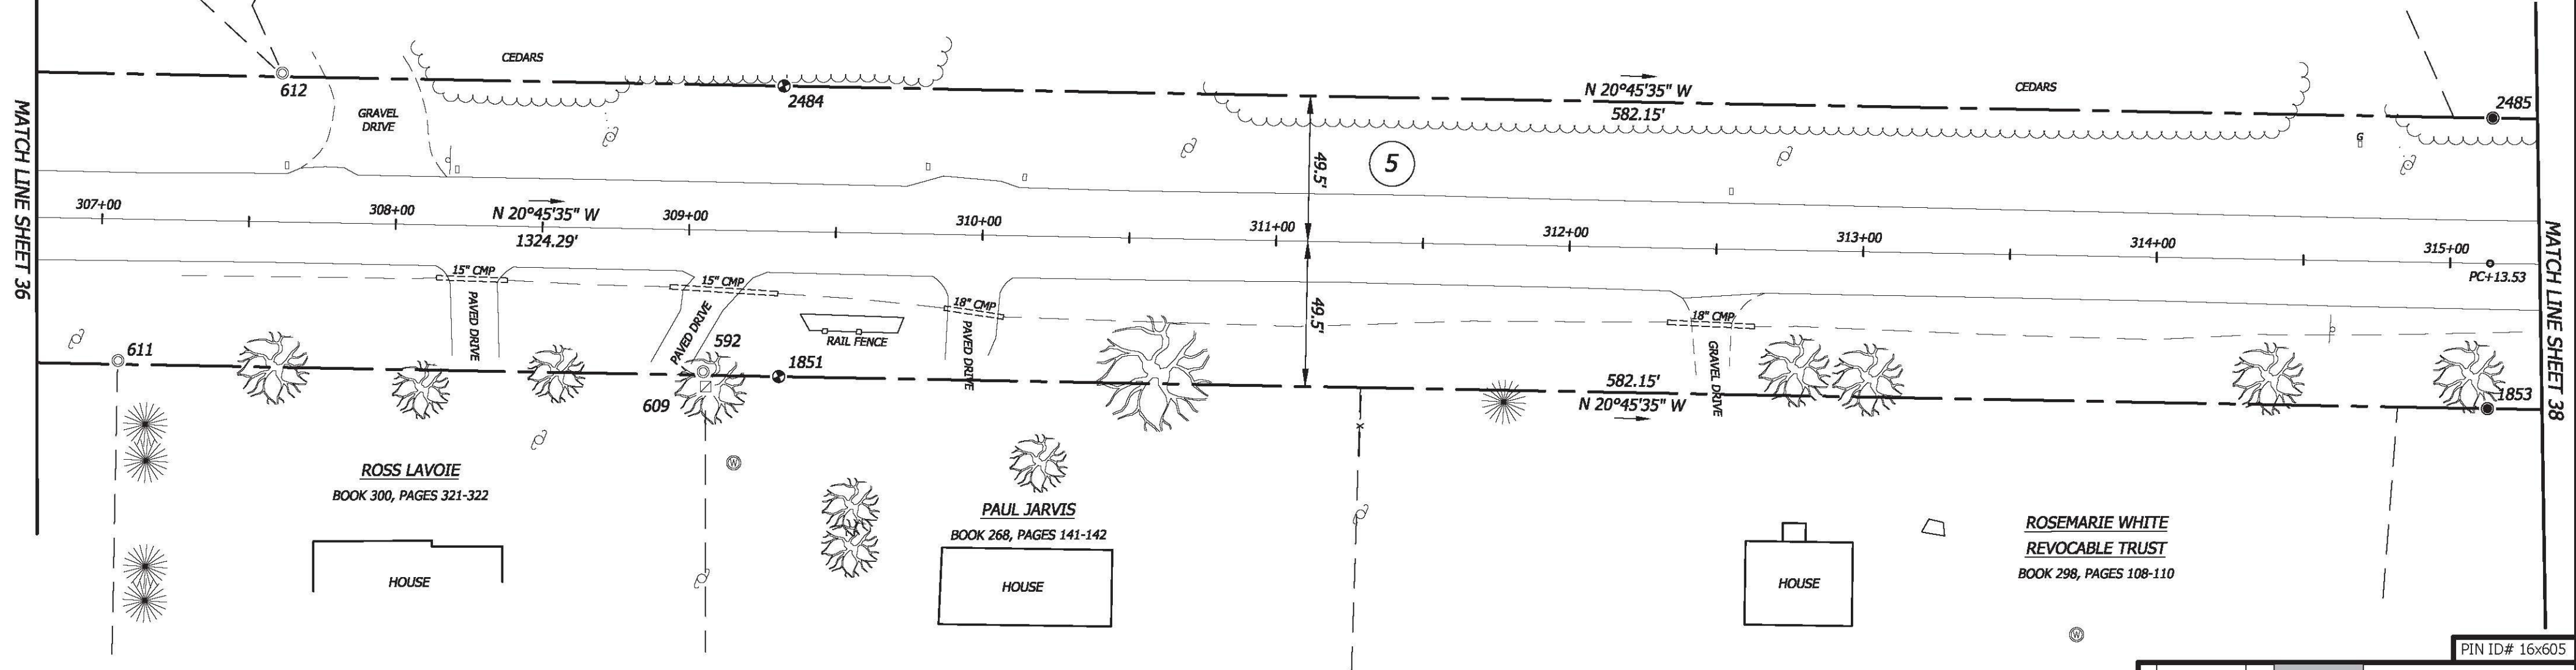 CEDARS
612
2484
GRAVEL
DRIVE
N 20°45'35" W
582.15'
CEDARS
2485
G
MATCH LINE SHEET 36
49.5'
5
307+00
308+00
N 20°45'35" W
1324.29'
309+00
310+00
311+00
312+00
313+00
314+00
315+00
PC+13.53
MATCH LINE SHEET 38
15" CMP
15" CMP
18" CMP
18" CMP
49.5'
PAVED DRIVE
PAVED DRIVE
PAVED DRIVE
GRAVEL DRIVE
RAIL FENCE
611
592
1851
609
582.15'
N 20°45'35" W
1853
x
W
ROSS LAVOIE
BOOK 300, PAGES 321-322
HOUSE
PAUL JARVIS
BOOK 268, PAGES 141-142
HOUSE
HOUSE
ROSEMARIE WHITE
REVOCABLE TRUST
BOOK 298, PAGES 108-110
W
PIN ID# 16x605